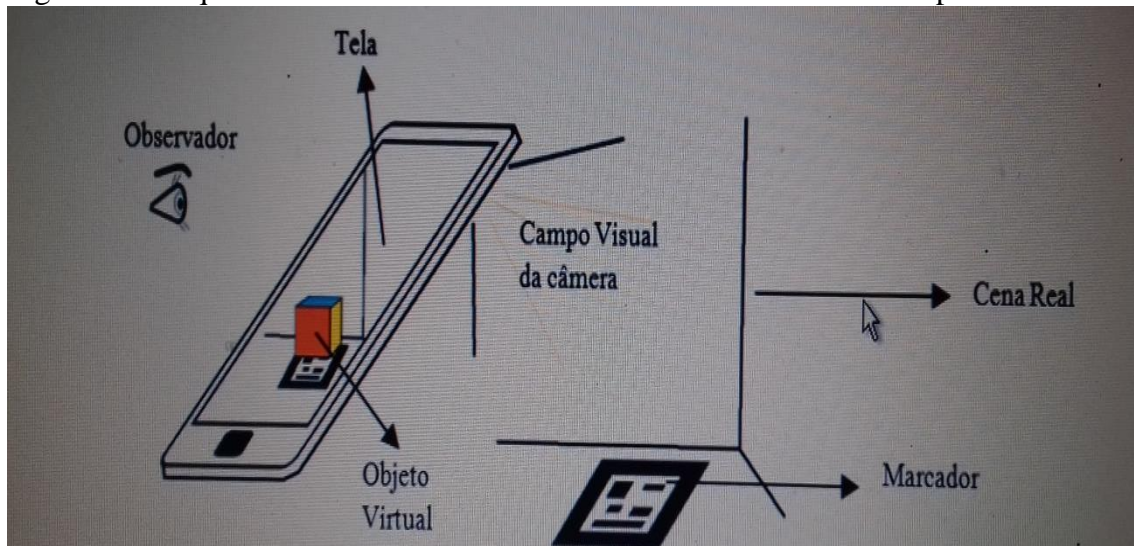 Tela
Observador
Campo Visual
da câmera
Cena Real
Objeto
Virtual
Marcador